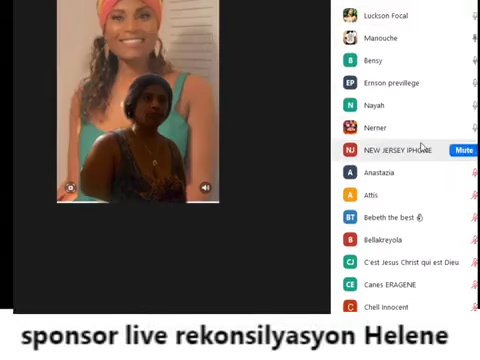 Luckson Focal
Manouche
B Bensy
EP Ernson previllege
N Nayah
Nerner
NJ NEW JERSEY IPHONE Mute
A Anastazia
A Attis
BT Bebeth the best
B Bellakreyola
CJ C'est Jesus Christ qui est Dieu
CE Canes ERAGENE
C Chell Innocent
sponsor live rekonsilyasyon Helene